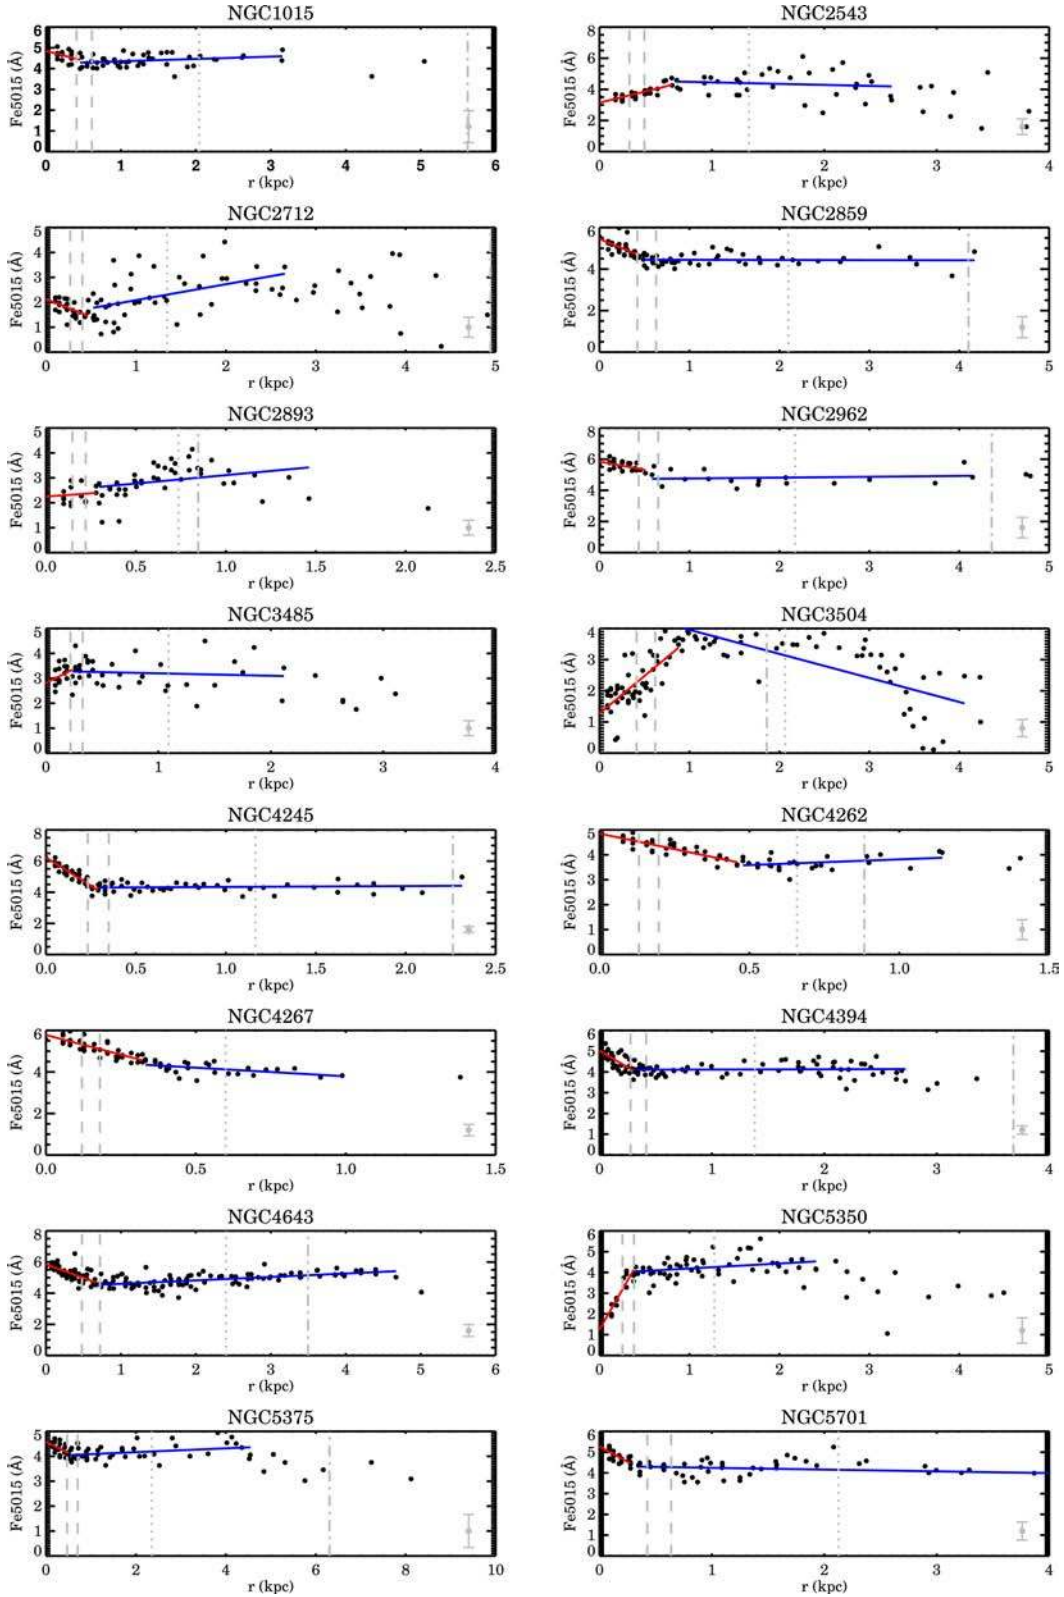 NGC1015
Fe5015 (Å)
6
5
4
3
2
1
0
0 1 2 3 4 5 6
r (kpc)
NGC2543
Fe5015 (Å)
8
6
4
2
0
0 1 2 3 4
r (kpc)
NGC2712
Fe5015 (Å)
5
4
3
2
1
0
0 1 2 3 4 5
r (kpc)
NGC2859
Fe5015 (Å)
6
4
2
0
0 1 2 3 4 5
r (kpc)
NGC2893
Fe5015 (Å)
5
4
3
2
1
0
0.0 0.5 1.0 1.5 2.0 2.5
r (kpc)
NGC2962
Fe5015 (Å)
8
6
4
2
0
0 1 2 3 4 5
r (kpc)
NGC3485
Fe5015 (Å)
5
4
3
2
1
0
0 1 2 3 4
r (kpc)
NGC3504
Fe5015 (Å)
4
3
2
1
0
0 1 2 3 4 5
r (kpc)
NGC4245
Fe5015 (Å)
8
6
4
2
0
0.0 0.5 1.0 1.5 2.0 2.5
r (kpc)
NGC4262
Fe5015 (Å)
5
4
3
2
1
0
0.0 0.5 1.0 1.5
r (kpc)
NGC4267
Fe5015 (Å)
6
4
2
0
0.0 0.5 1.0 1.5
r (kpc)
NGC4394
Fe5015 (Å)
6
5
4
3
2
1
0
0 1 2 3 4
r (kpc)
NGC4643
Fe5015 (Å)
8
6
4
2
0
0 1 2 3 4 5 6
r (kpc)
NGC5350
Fe5015 (Å)
6
5
4
3
2
1
0
0 1 2 3 4 5
r (kpc)
NGC5375
Fe5015 (Å)
5
4
3
2
1
0
0 2 4 6 8 10
r (kpc)
NGC5701
Fe5015 (Å)
6
5
4
3
2
1
0
0 1 2 3 4
r (kpc)